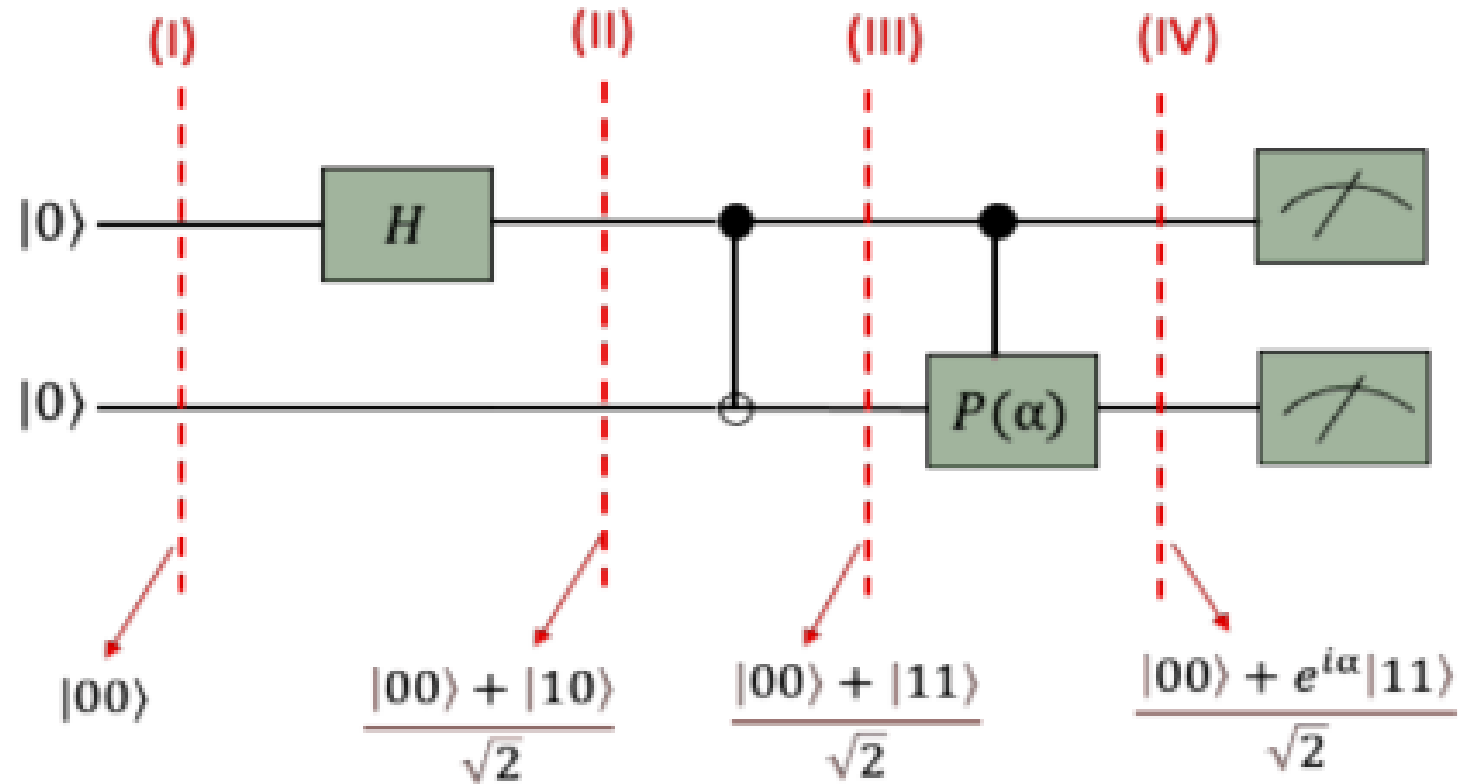 (I) (II) (III) (IV)
|0⟩ H
|0⟩ P(α)
|00⟩
|00⟩ + |10⟩
√2
|00⟩ + |11⟩
√2
|00⟩ + e^{iα}|11⟩
√2